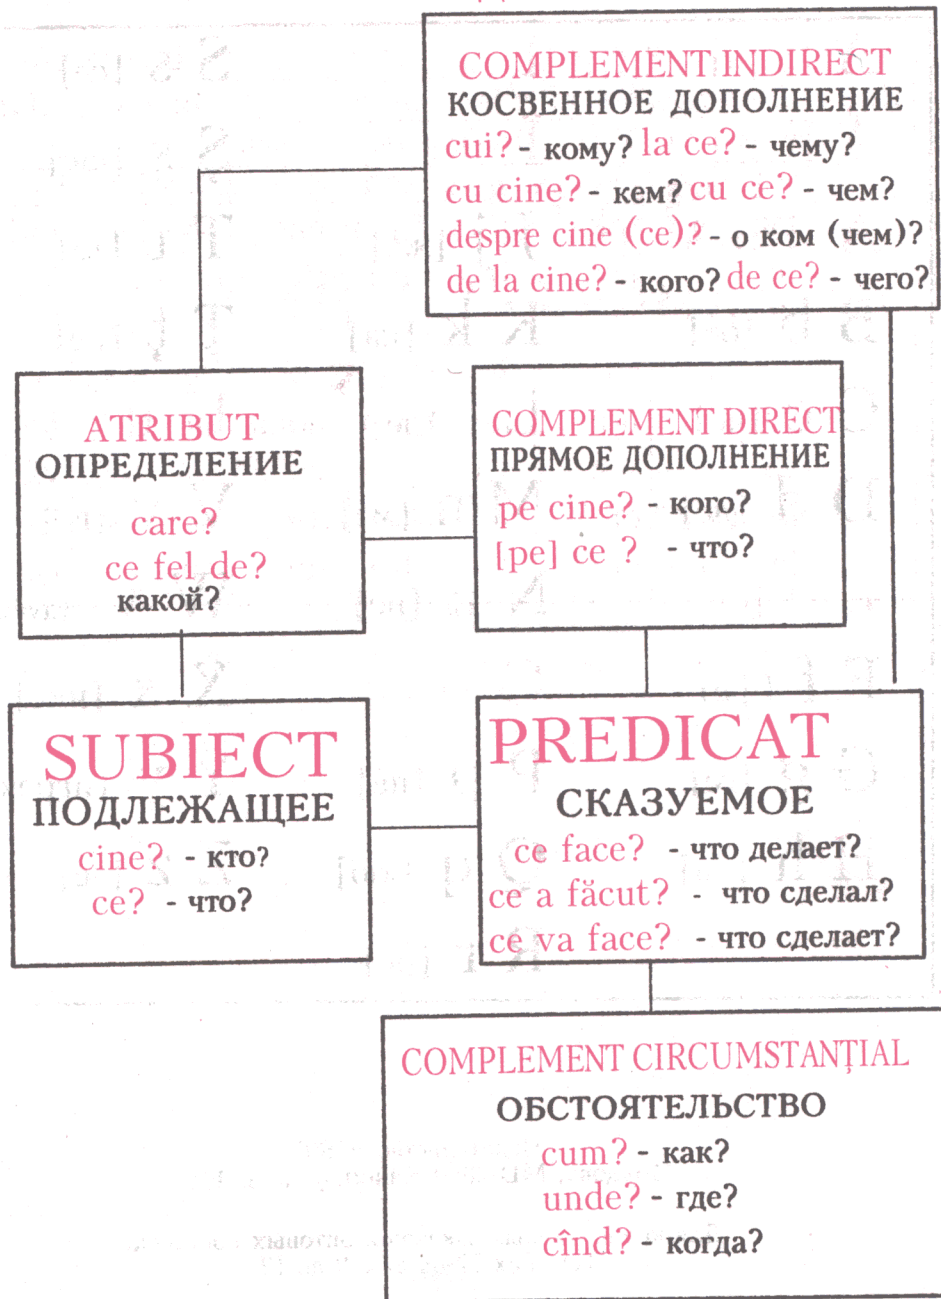 COMPLEMENT INDIRECT
КОСВЕННОЕ ДОПОЛНЕНИЕ
cui? - кому? la ce? - чему?
cu cine? - кем? cu ce? - чем?
despre cine (ce)? - о ком (чем)?
de la cine? - кого? de ce? - чего?
ATRIBUT
ОПРЕДЕЛЕНИЕ
care?
ce fel de?
какой?
COMPLEMENT DIRECT
ПРЯМОЕ ДОПОЛНЕНИЕ
pe cine? - кого?
[pe] ce ? - что?
SUBIECT
ПОДЛЕЖАЩЕЕ
cine? - кто?
ce? - что?
PREDICAT
СКАЗУЕМОЕ
ce face? - что делает?
ce a făcut? - что сделал?
ce va face? - что сделает?
COMPLEMENT CIRCUMSTANŢIAL
ОБСТОЯТЕЛЬСТВО
cum? - как?
unde? - где?
cînd? - когда?